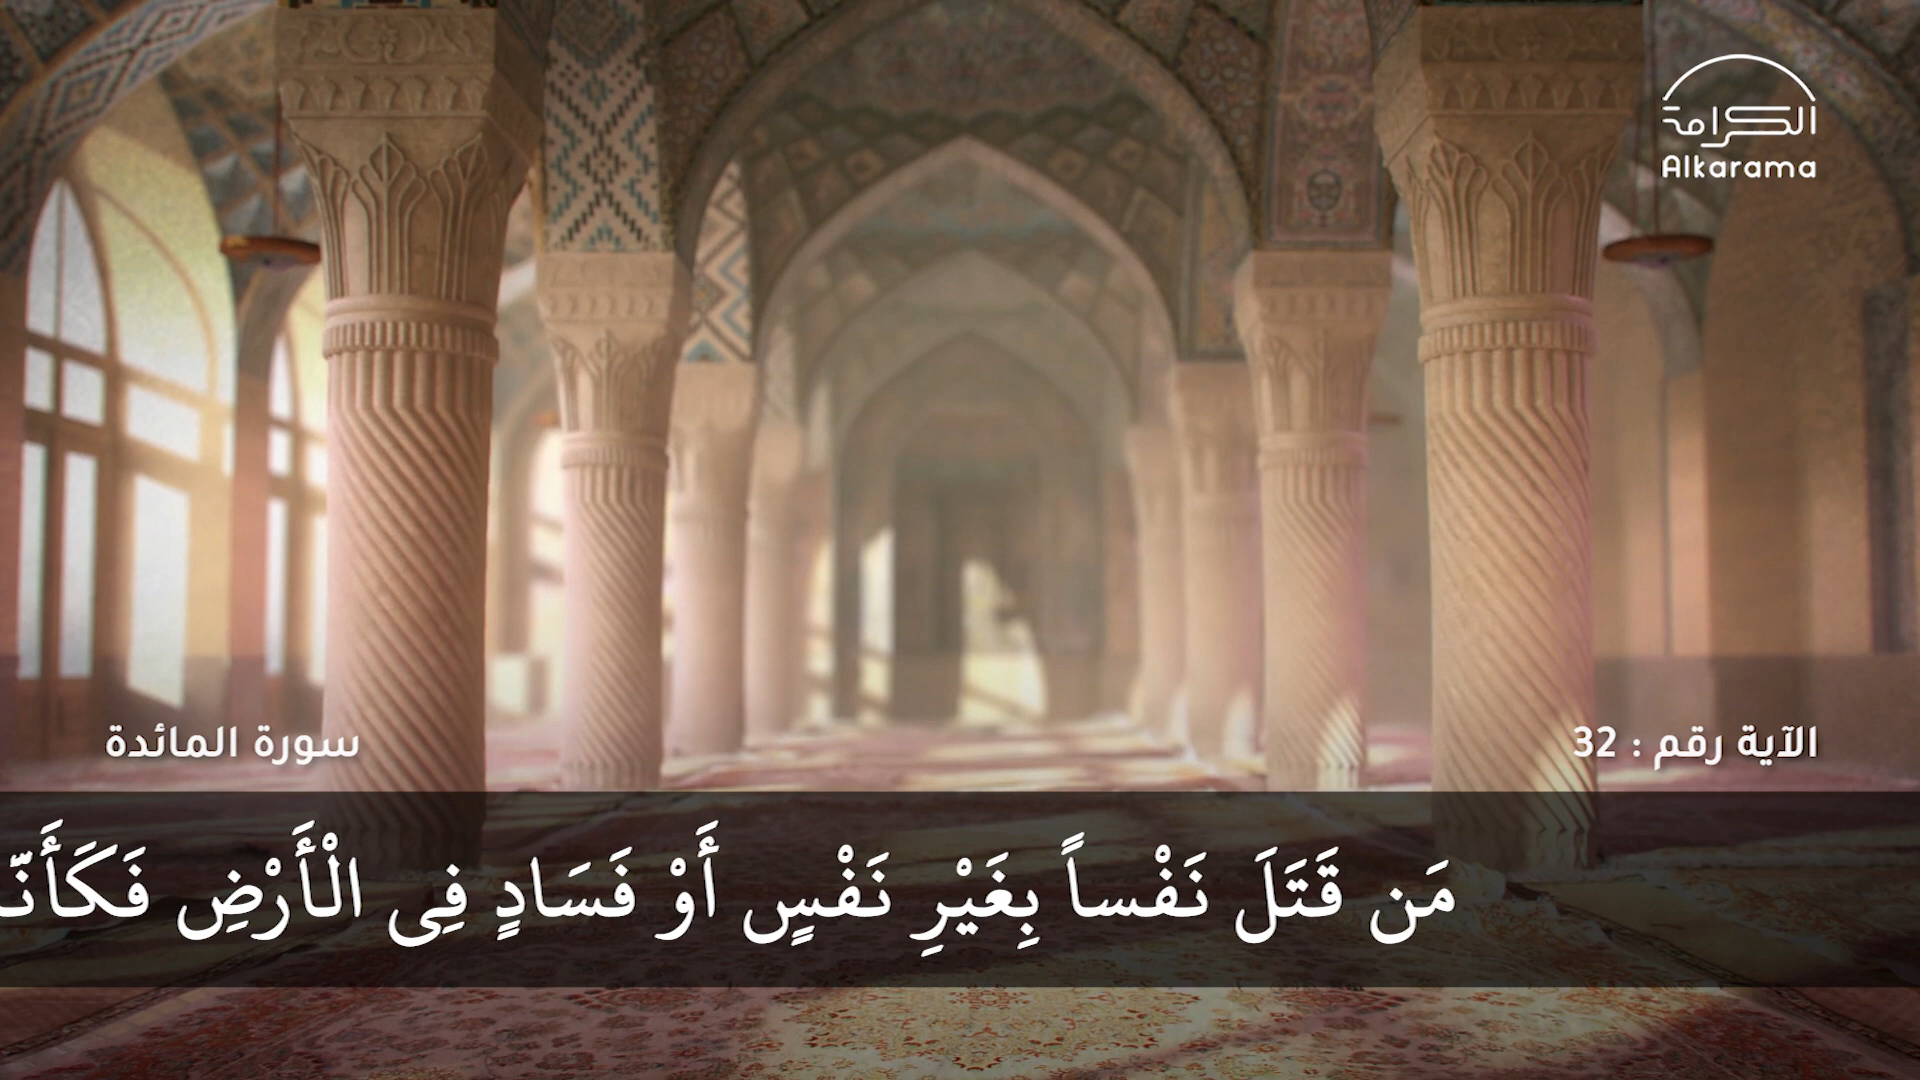 الكرامة
Alkarama
الآية رقم : 32
سورة المائدة
مَن قَتَلَ نَفْساً بِغَيْرِ نَفْسٍ أَوْ فَسَادٍ فِى الْأَرْضِ